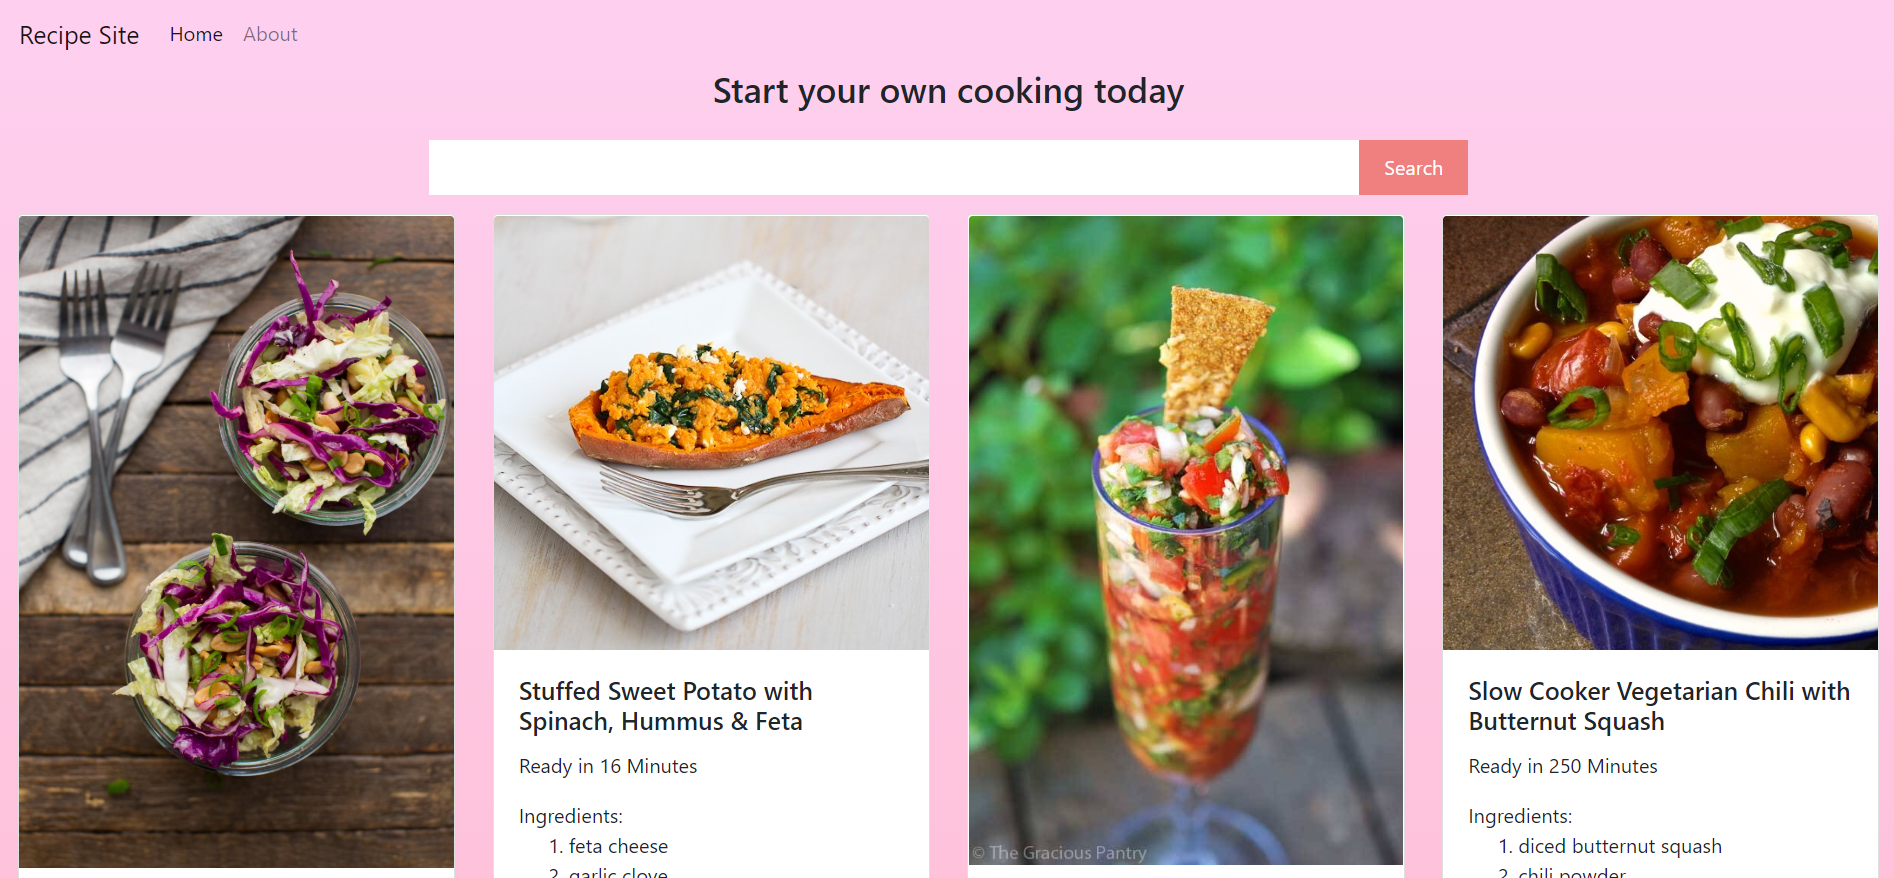 Recipe Site Home About
Start your own cooking today
Search
© The Gracious Pantry
Stuffed Sweet Potato with
Spinach, Hummus & Feta
Ready in 16 Minutes
Ingredients:
1. feta cheese
2. garlic clove
Slow Cooker Vegetarian Chili with
Butternut Squash
Ready in 250 Minutes
Ingredients:
1. diced butternut squash
2. chili powder